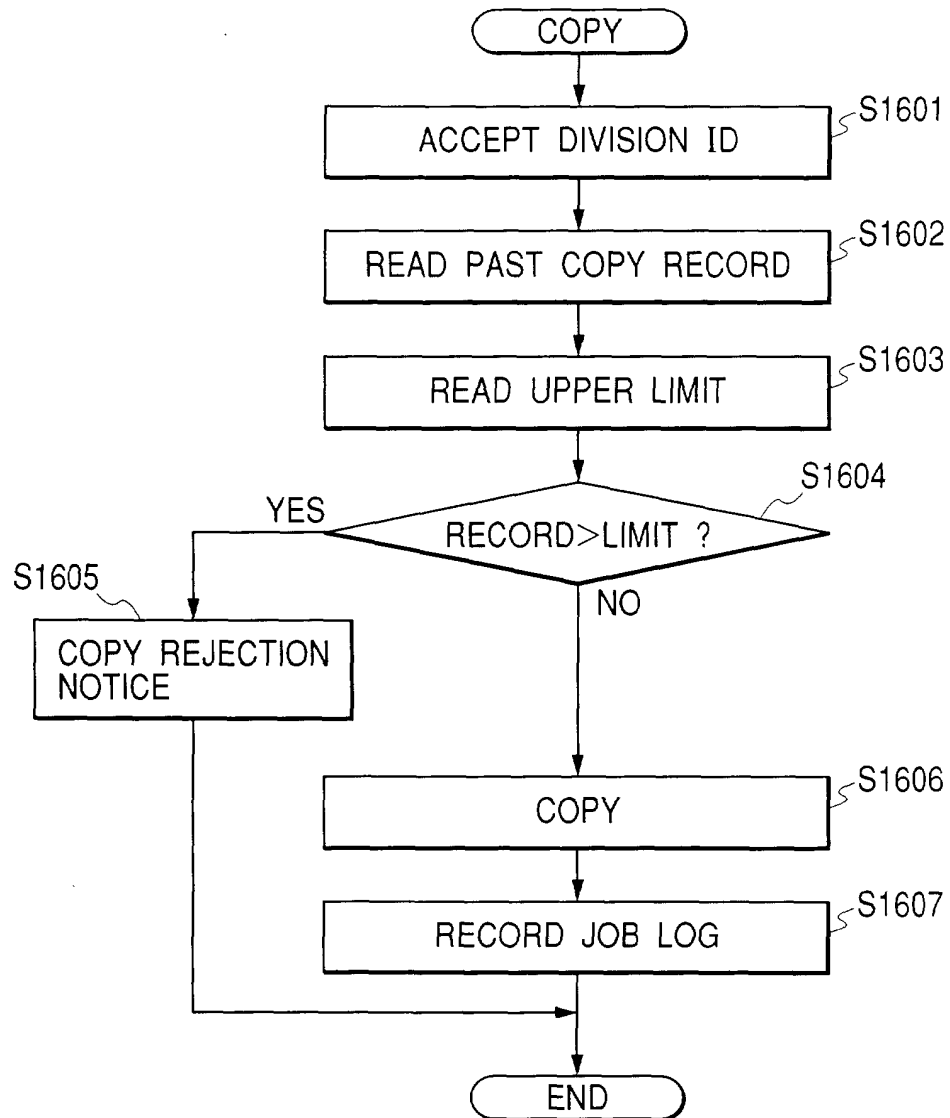 COPY
S1601
ACCEPT DIVISION ID
S1602
READ PAST COPY RECORD
S1603
READ UPPER LIMIT
S1604
YES
RECORD>LIMIT ?
S1605
NO
COPY REJECTION
NOTICE
S1606
COPY
S1607
RECORD JOB LOG
END